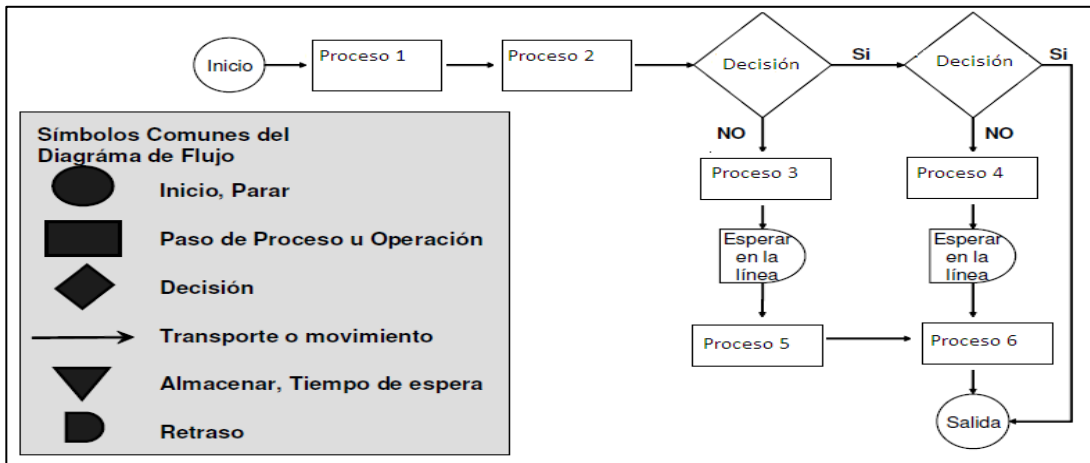 Inicio
Proceso 1
Proceso 2
Decisión
Si
Decisión
Si
NO
NO
Proceso 3
Proceso 4
Esperar
en la
línea
Esperar
en la
línea
Proceso 5
Proceso 6
Salida
Símbolos Comunes del
Diagráma de Flujo
Inicio, Parar
Paso de Proceso u Operación
Decisión
Transporte o movimiento
Almacenar, Tiempo de espera
Retraso